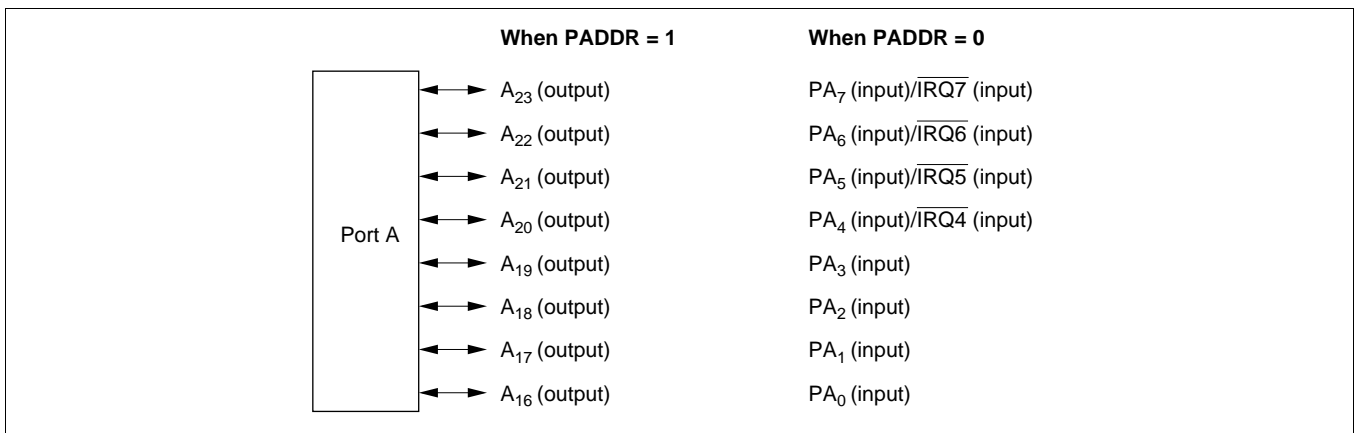 When PADDR = 1 When PADDR = 0
A23 (output) PA7 (input)/IRQ7 (input)
A22 (output) PA6 (input)/IRQ6 (input)
A21 (output) PA5 (input)/IRQ5 (input)
A20 (output) PA4 (input)/IRQ4 (input)
Port A
A19 (output) PA3 (input)
A18 (output) PA2 (input)
A17 (output) PA1 (input)
A16 (output) PA0 (input)